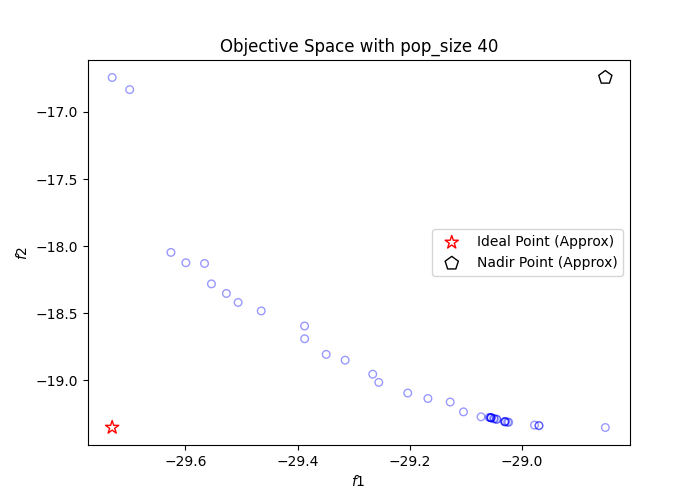 Objective Space with pop_size 40
−17.0
−17.5
−18.0
−18.5
−19.0
f2
Ideal Point (Approx)
Nadir Point (Approx)
−29.6
−29.4
−29.2
−29.0
f1